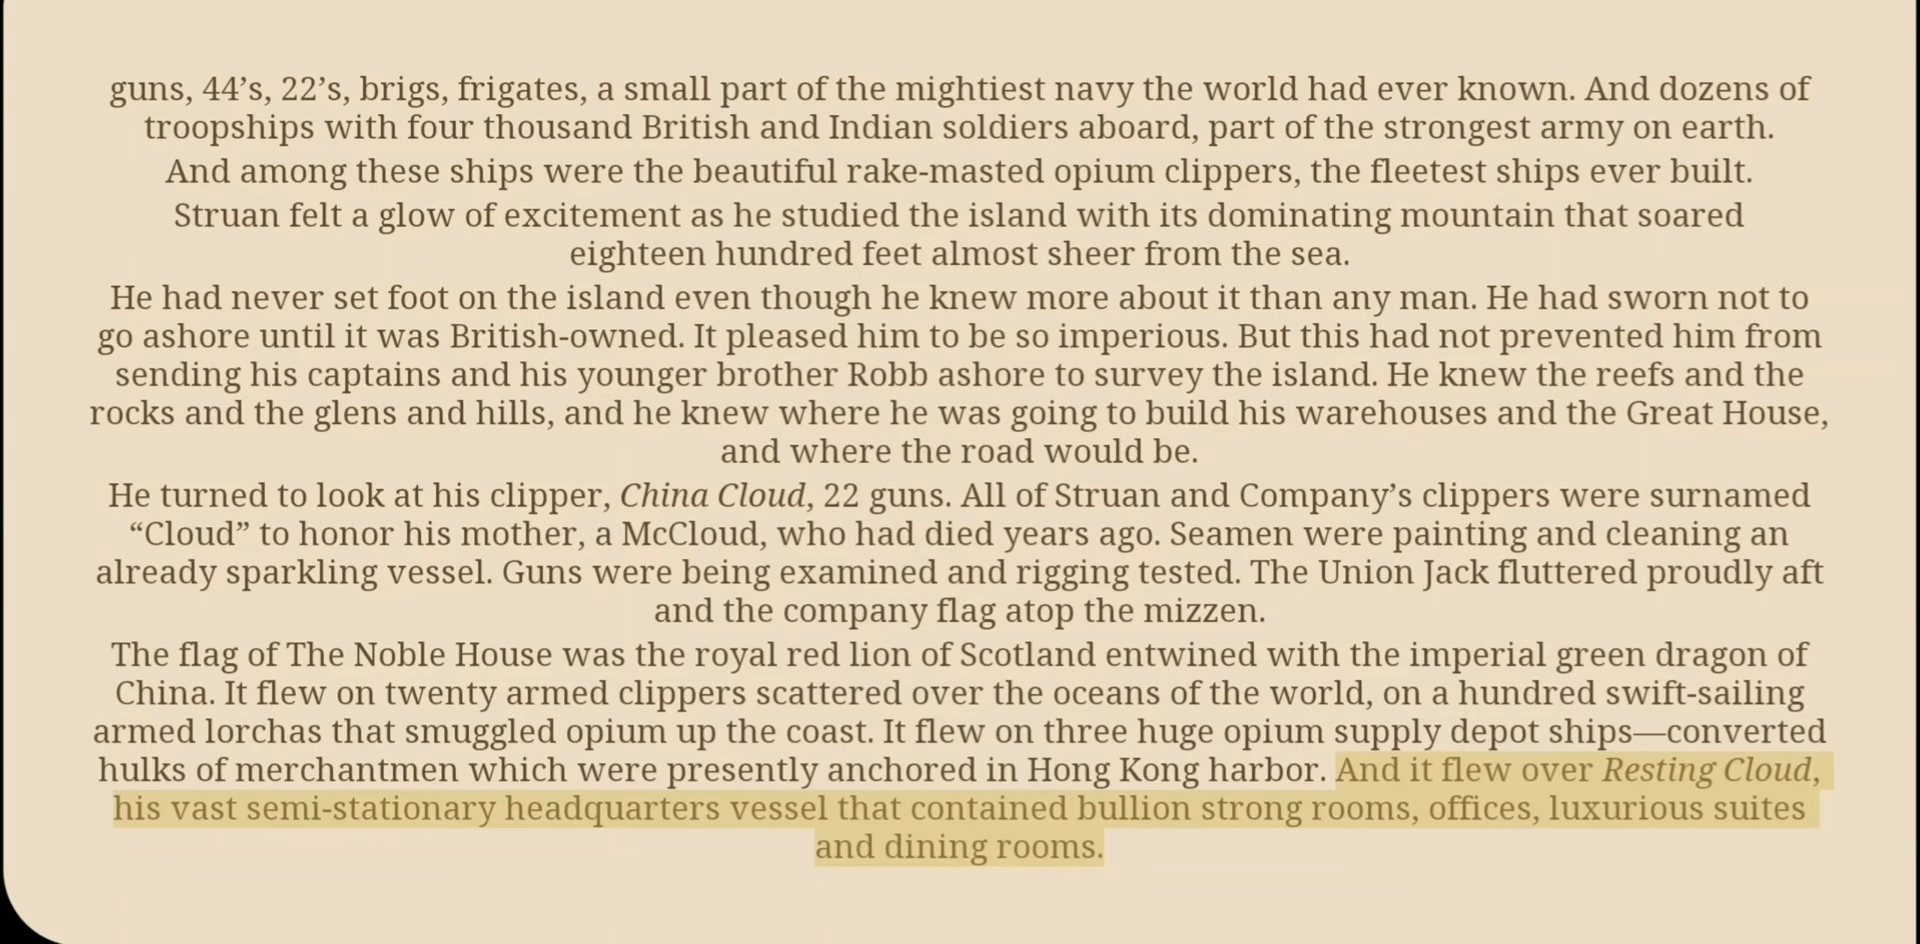 guns, 44’s, 22’s, brigs, frigates, a small part of the mightiest navy the world had ever known. And dozens of
troopships with four thousand British and Indian soldiers aboard, part of the strongest army on earth.
And among these ships were the beautiful rake-masted opium clippers, the fleetest ships ever built.
Struan felt a glow of excitement as he studied the island with its dominating mountain that soared
eighteen hundred feet almost sheer from the sea.
He had never set foot on the island even though he knew more about it than any man. He had sworn not to
go ashore until it was British-owned. It pleased him to be so imperious. But this had not prevented him from
sending his captains and his younger brother Robb ashore to survey the island. He knew the reefs and the
rocks and the glens and hills, and he knew where he was going to build his warehouses and the Great House,
and where the road would be.
He turned to look at his clipper, China Cloud, 22 guns. All of Struan and Company’s clippers were surnamed
“Cloud” to honor his mother, a McCloud, who had died years ago. Seamen were painting and cleaning an
already sparkling vessel. Guns were being examined and rigging tested. The Union Jack fluttered proudly aft
and the company flag atop the mizzen.
The flag of The Noble House was the royal red lion of Scotland entwined with the imperial green dragon of
China. It flew on twenty armed clippers scattered over the oceans of the world, on a hundred swift-sailing
armed lorchas that smuggled opium up the coast. It flew on three huge opium supply depot ships—converted
hulks of merchantmen which were presently anchored in Hong Kong harbor. And it flew over Resting Cloud,
his vast semi-stationary headquarters vessel that contained bullion strong rooms, offices, luxurious suites
and dining rooms.